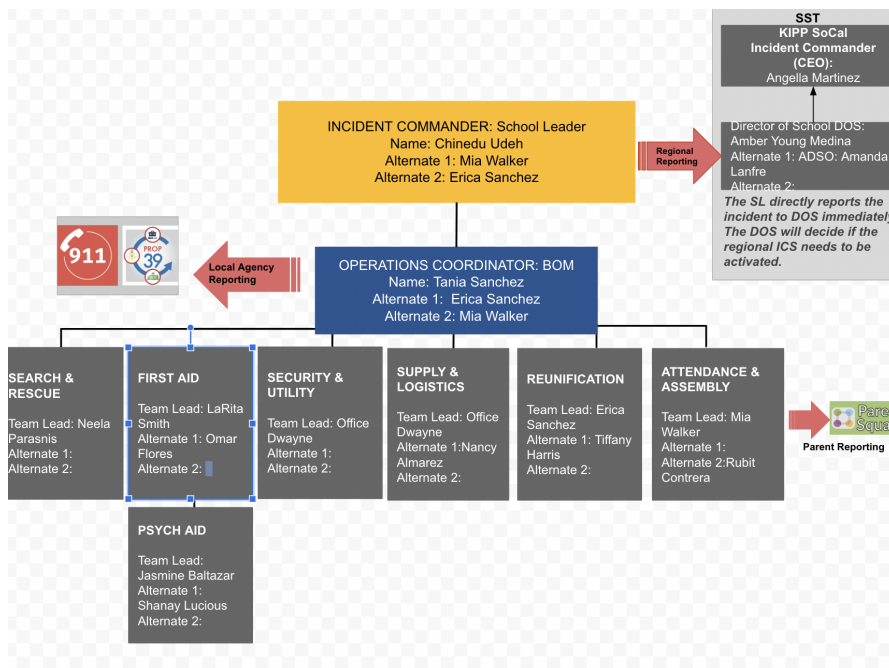 SST
KIPP SoCal
Incident Commander
(CEO):
Angella Martinez
Director of School DOS:
Amber Young Medina
Alternate 1: ADSO: Amanda
Lanfre
Alternate 2:
The SL directly reports the
incident to DOS immediately
The DOS will decide if the
regional ICS needs to be
activated.
INCIDENT COMMANDER: School Leader
Name: Chinedu Udeh
Alternate 1: Mia Walker
Alternate 2: Erica Sanchez
Regional
Reporting
911
PROP
39
Local Agency
Reporting
OPERATIONS COORDINATOR: BOM
Name: Tania Sanchez
Alternate 1:  Erica Sanchez
Alternate 2: Mia Walker
SEARCH &
RESCUE
Team Lead: Neela
Parasnis
Alternate 1:
Alternate 2:
FIRST AID
Team Lead: LaRita
Smith
Alternate 1: Omar
Flores
Alternate 2:
SECURITY &
UTILITY
Team Lead: Office
Dwayne
Alternate 1:
Alternate 2:
SUPPLY &
LOGISTICS
Team Lead: Office
Dwayne
Alternate 1:Nancy
Almarez
Alternate 2:
REUNIFICATION
Team Lead: Erica
Sanchez
Alternate 1: Tiffany
Harris
Alternate 2:
ATTENDANCE &
ASSEMBLY
Team Lead: Mia
Walker
Alternate 1:
Alternate 2:Rubit
Contrera
Pare
Squa
Parent Reporting
PSYCH AID
Team Lead:
Jasmine Baltazar
Alternate 1:
Shanay Lucious
Alternate 2: